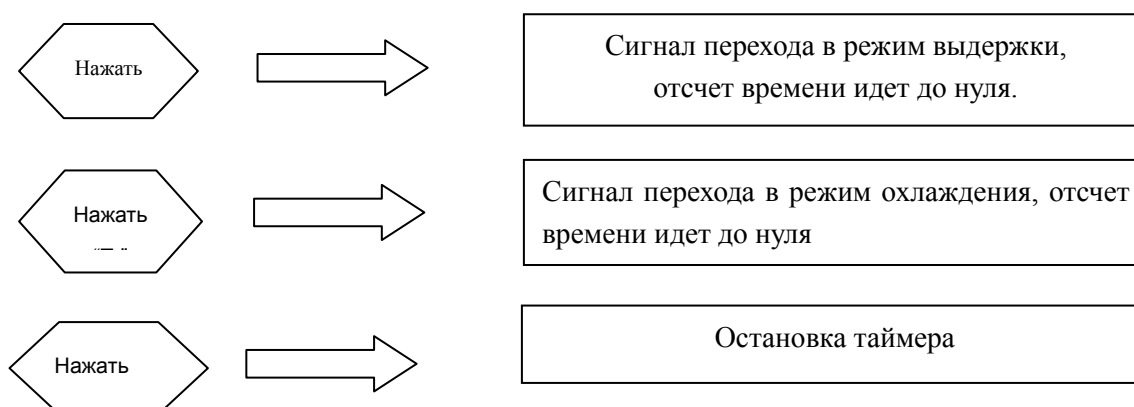 Нажать
Сигнал перехода в режим выдержки,
отсчет времени идет до нуля.
Нажать
Сигнал перехода в режим охлаждения, отсчет
времени идет до нуля
Нажать
Остановка таймера